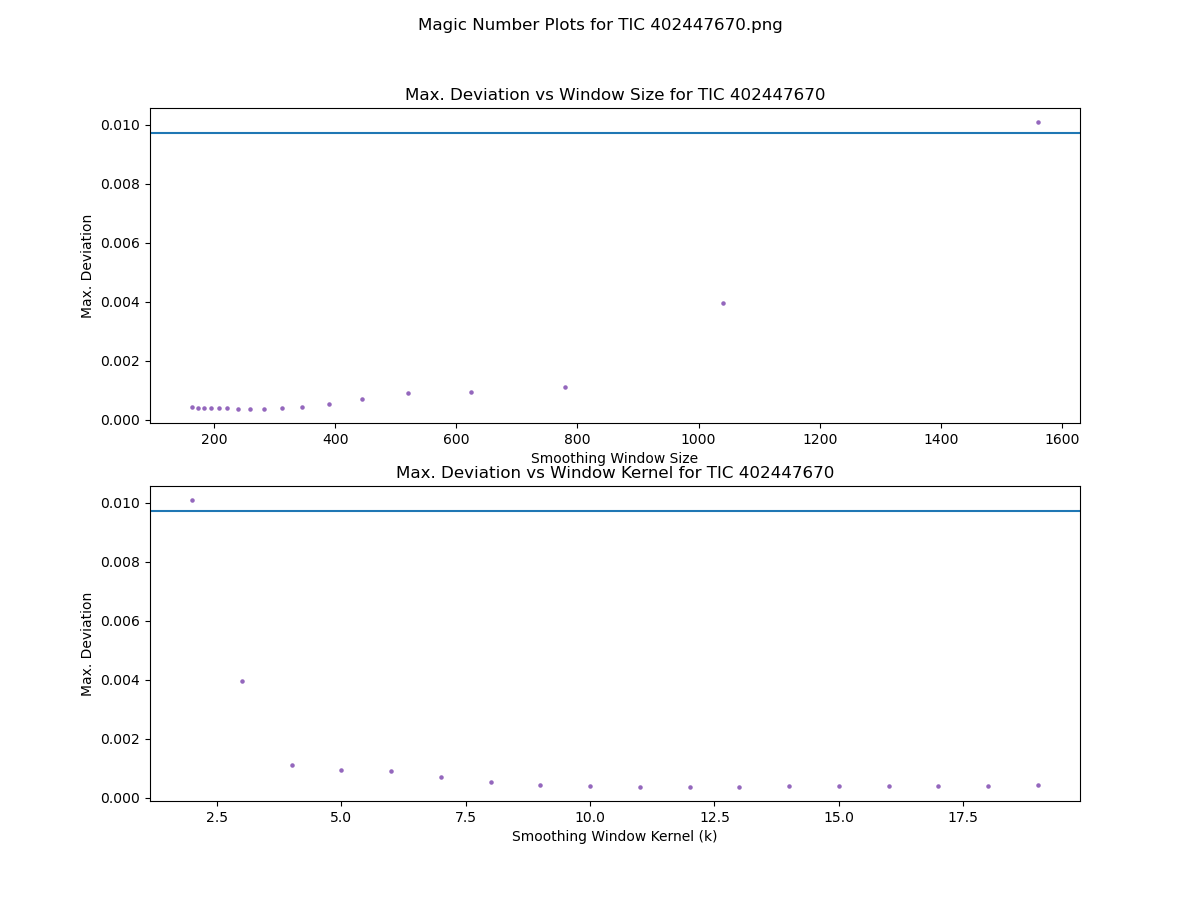 Magic Number Plots for TIC 402447670.png
Max. Deviation vs Window Size for TIC 402447670
Max. Deviation
0.010
0.008
0.006
0.004
0.002
0.000
200 400 600 800 1000 1200 1400 1600
Smoothing Window Size
Max. Deviation vs Window Kernel for TIC 402447670
Max. Deviation
0.010
0.008
0.006
0.004
0.002
0.000
2.5 5.0 7.5 10.0 12.5 15.0 17.5
Smoothing Window Kernel (k)